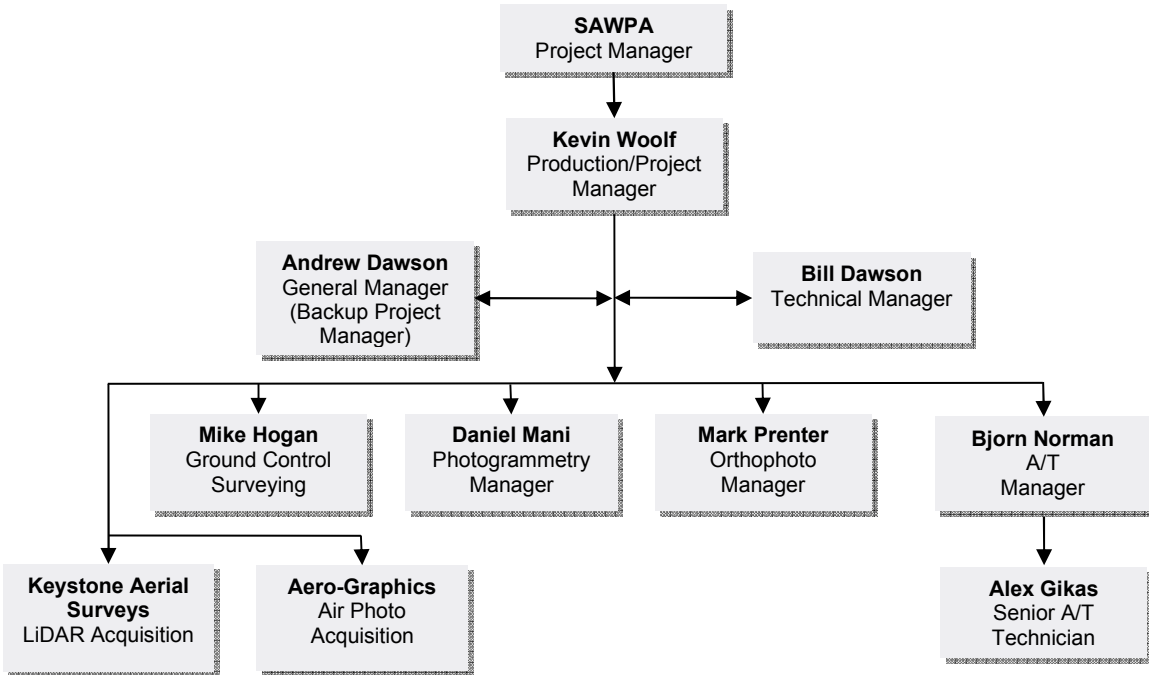 SAWPA
Project Manager
Kevin Woolf
Production/Project
Manager
Andrew Dawson
General Manager
(Backup Project
Manager)
Bill Dawson
Technical Manager
Mike Hogan
Ground Control
Surveying
Daniel Mani
Photogrammetry
Manager
Mark Prenter
Orthophoto
Manager
Bjorn Norman
A/T
Manager
Keystone Aerial
Surveys
LiDAR Acquisition
Aero-Graphics
Air Photo
Acquisition
Alex Gikas
Senior A/T
Technician